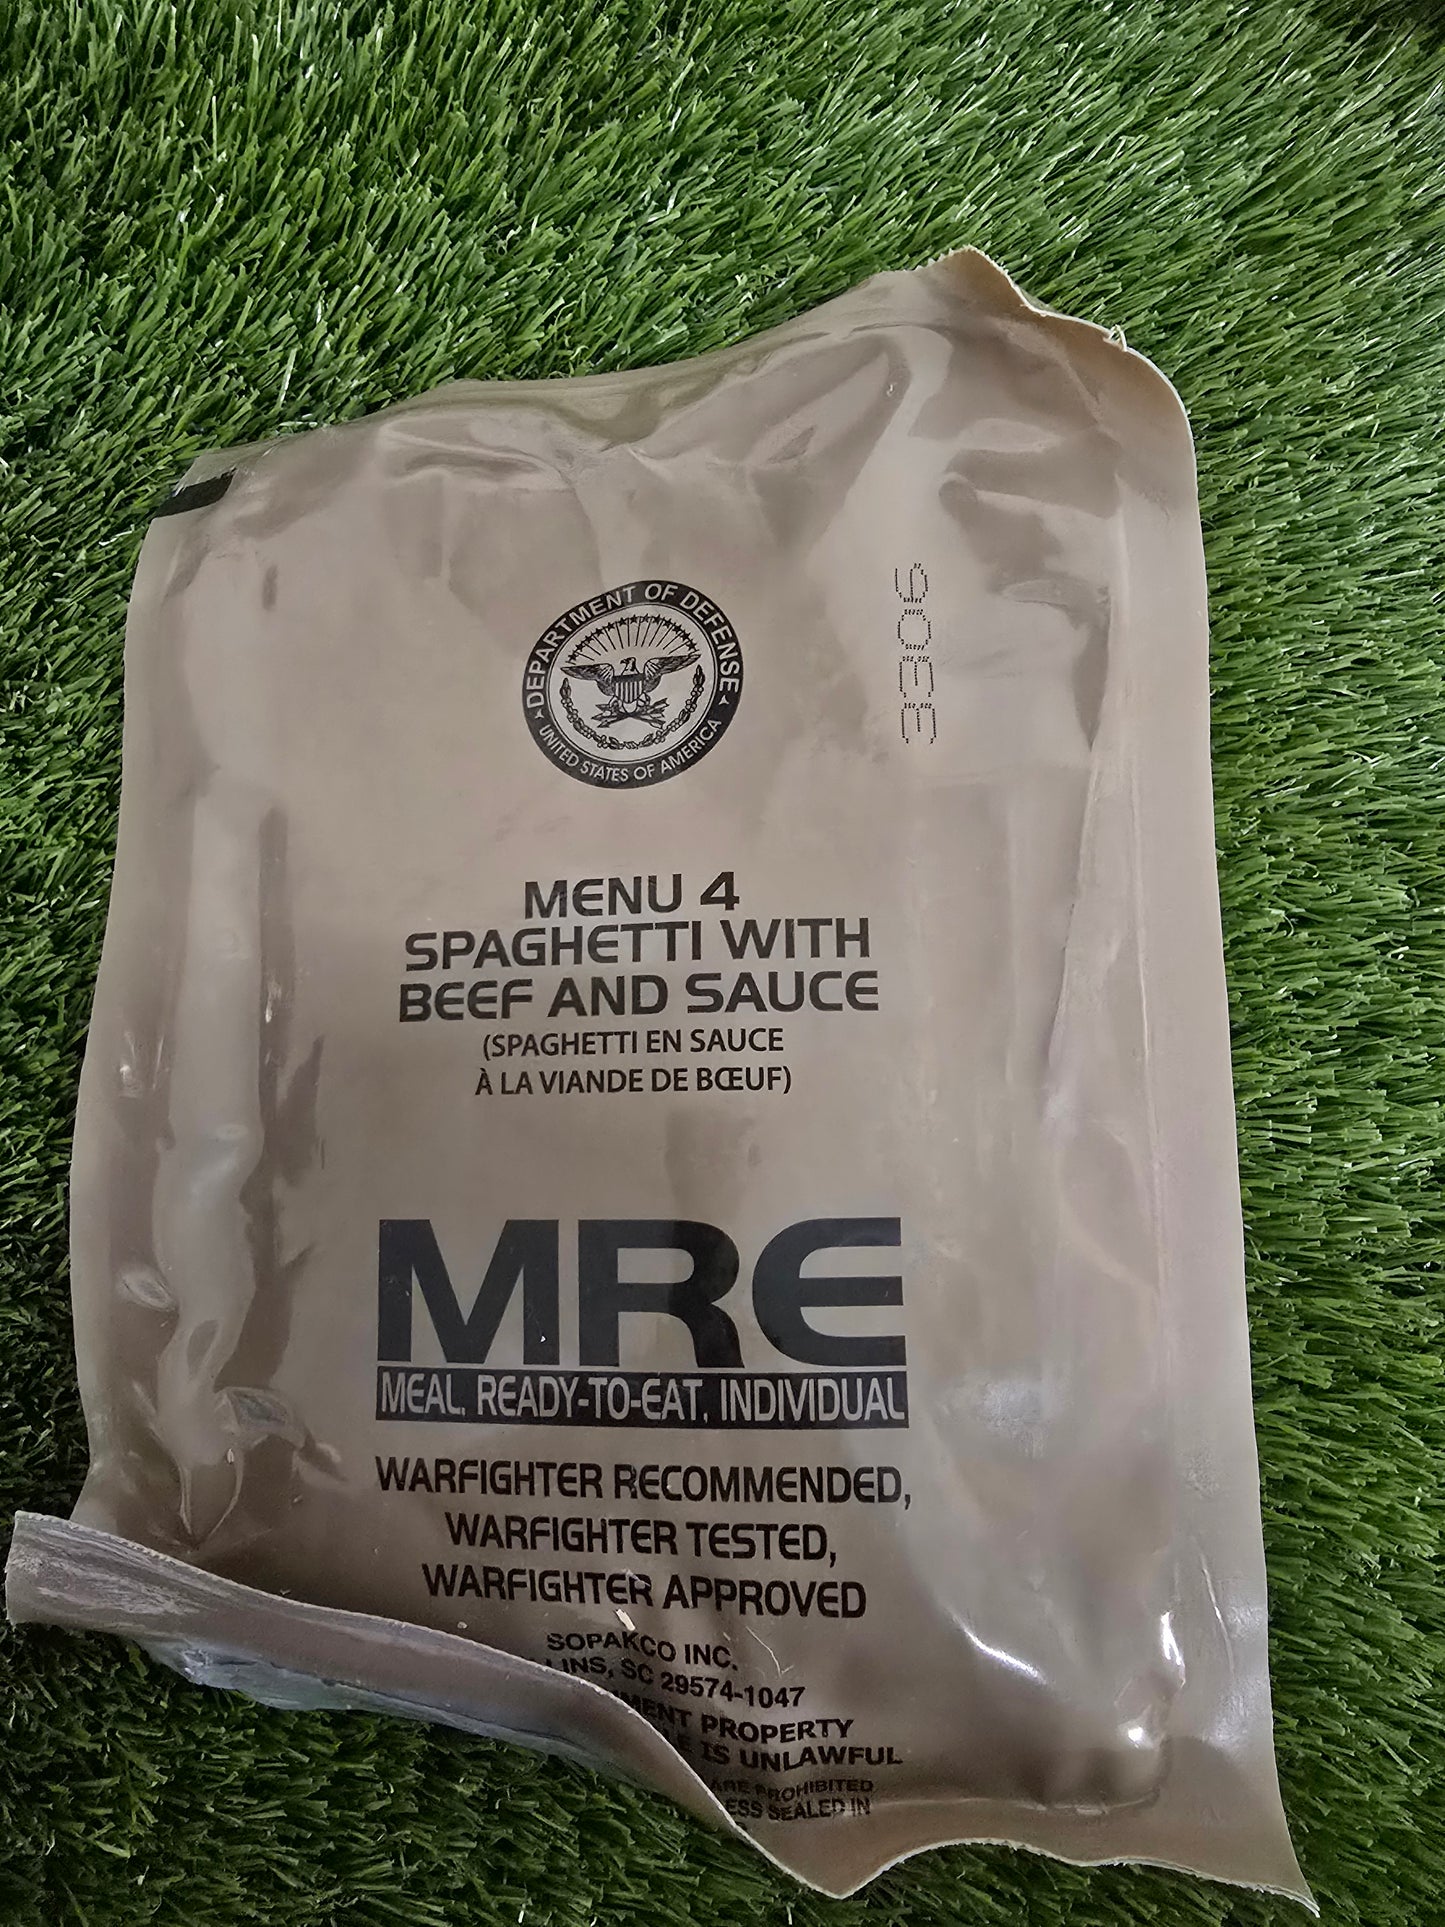 DEPARTMENT OF DEFENSE
UNITED STATES OF AMERICA
3306
MENU 4
SPAGHETTI WITH
BEEF AND SAUCE
(SPAGHETTI EN SAUCE
À LA VIANDE DE BŒUF)
MRE
MEAL, READY-TO-EAT, INDIVIDUAL
WARFIGHTER RECOMMENDED,
WARFIGHTER TESTED,
WARFIGHTER APPROVED
SOPAKCO INC.
SC 29574-1047
PROPERTY
IS UNLAWFUL
ARE PROHIBITED
SEALED IN